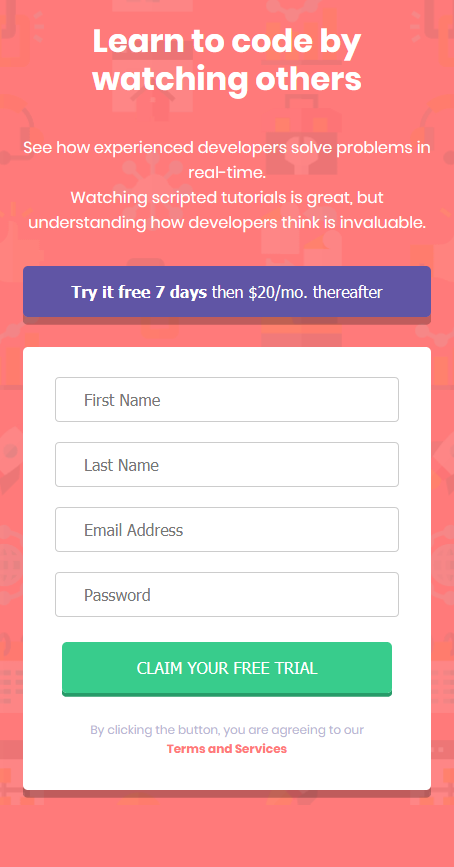 Learn to code by
watching others
See how experienced developers solve problems in
real-time.
Watching scripted tutorials is great, but
understanding how developers think is invaluable.
Try it free 7 days then $20/mo. thereafter
First Name
Last Name
Email Address
Password
CLAIM YOUR FREE TRIAL
By clicking the button, you are agreeing to our
Terms and Services